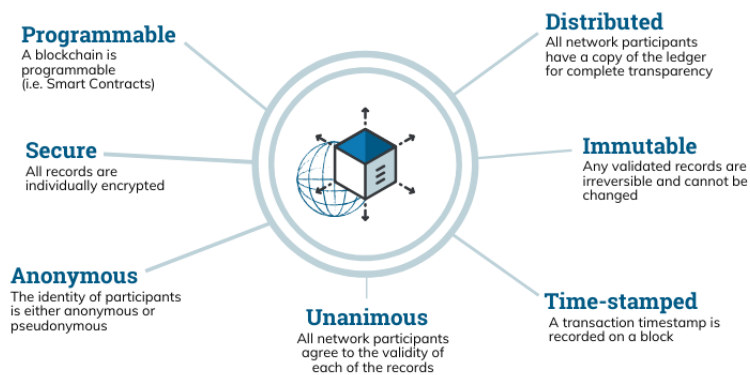 Programmable
A blockchain is
programmable
(i.e. Smart Contracts)
Distributed
All network participants
have a copy of the ledger
for complete transparency
Secure
All records are
individually encrypted
Immutable
Any validated records are
irreversible and cannot be
changed
Anonymous
The identity of participants
is either anonymous or
pseudonymous
Unanimous
All network participants
agree to the validity of
each of the records
Time-stamped
A transaction timestamp is
recorded on a block